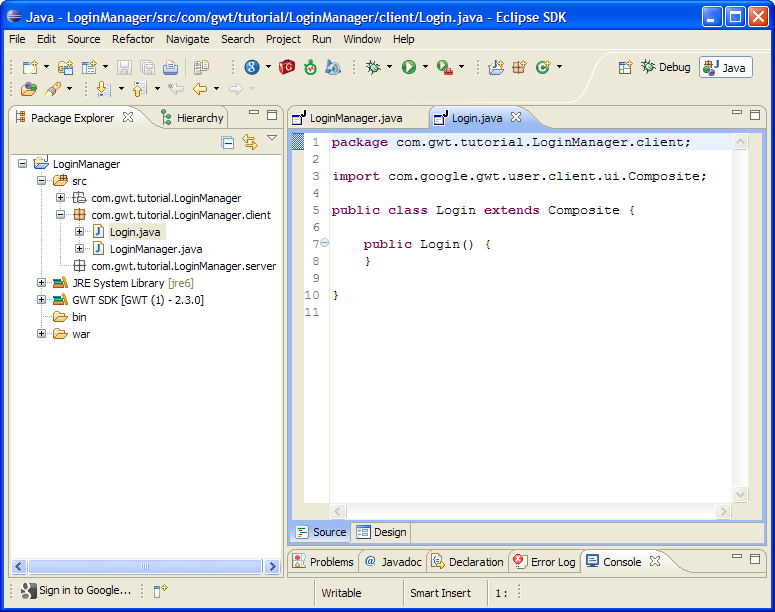 Java - LoginManager/src/com/gwt/tutorial/LoginManager/client/Login.java - Eclipse SDK
File Edit Source Refactor Navigate Search Project Run Window Help
Debug Java
Package Explorer Hierarchy
LoginManager
src
com.gwt.tutorial.LoginManager
com.gwt.tutorial.LoginManager.client
Login.java
LoginManager.java
com.gwt.tutorial.LoginManager.server
JRE System Library [jre6]
GWT SDK [GWT (1) - 2.3.0]
bin
war
LoginManager.java Login.java
1 package com.gwt.tutorial.LoginManager.client;
2
3 import com.google.gwt.user.client.ui.Composite;
4
5 public class Login extends Composite {
6
7 public Login() {
8 }
9
10 }
11
Source Design
Problems @ Javadoc Declaration Error Log Console
Sign in to Google... Writable Smart Insert 1 :